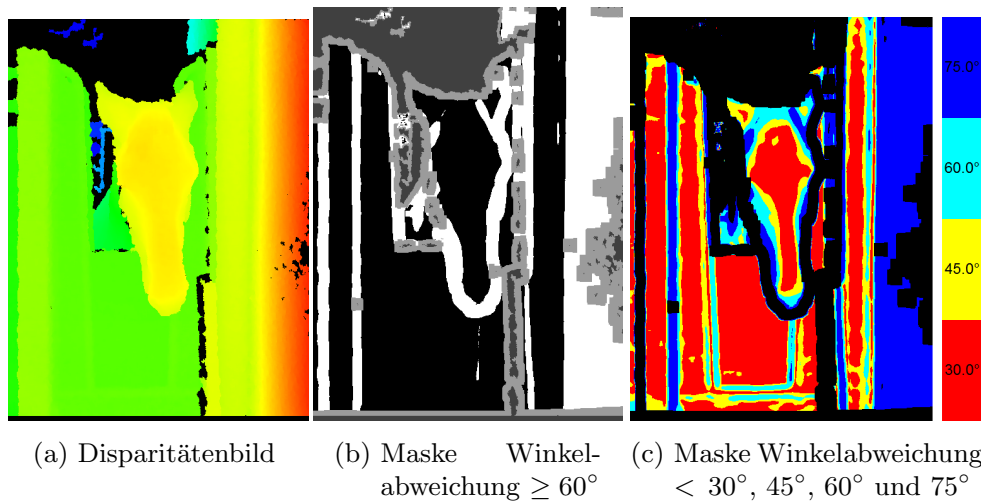 75.0°
60.0°
45.0°
30.0°
(a) Disparitätenbild
(b) Maske Winkel-
abweichung ≥ 60°
(c) Maske Winkelabweichung
< 30°, 45°, 60° und 75°